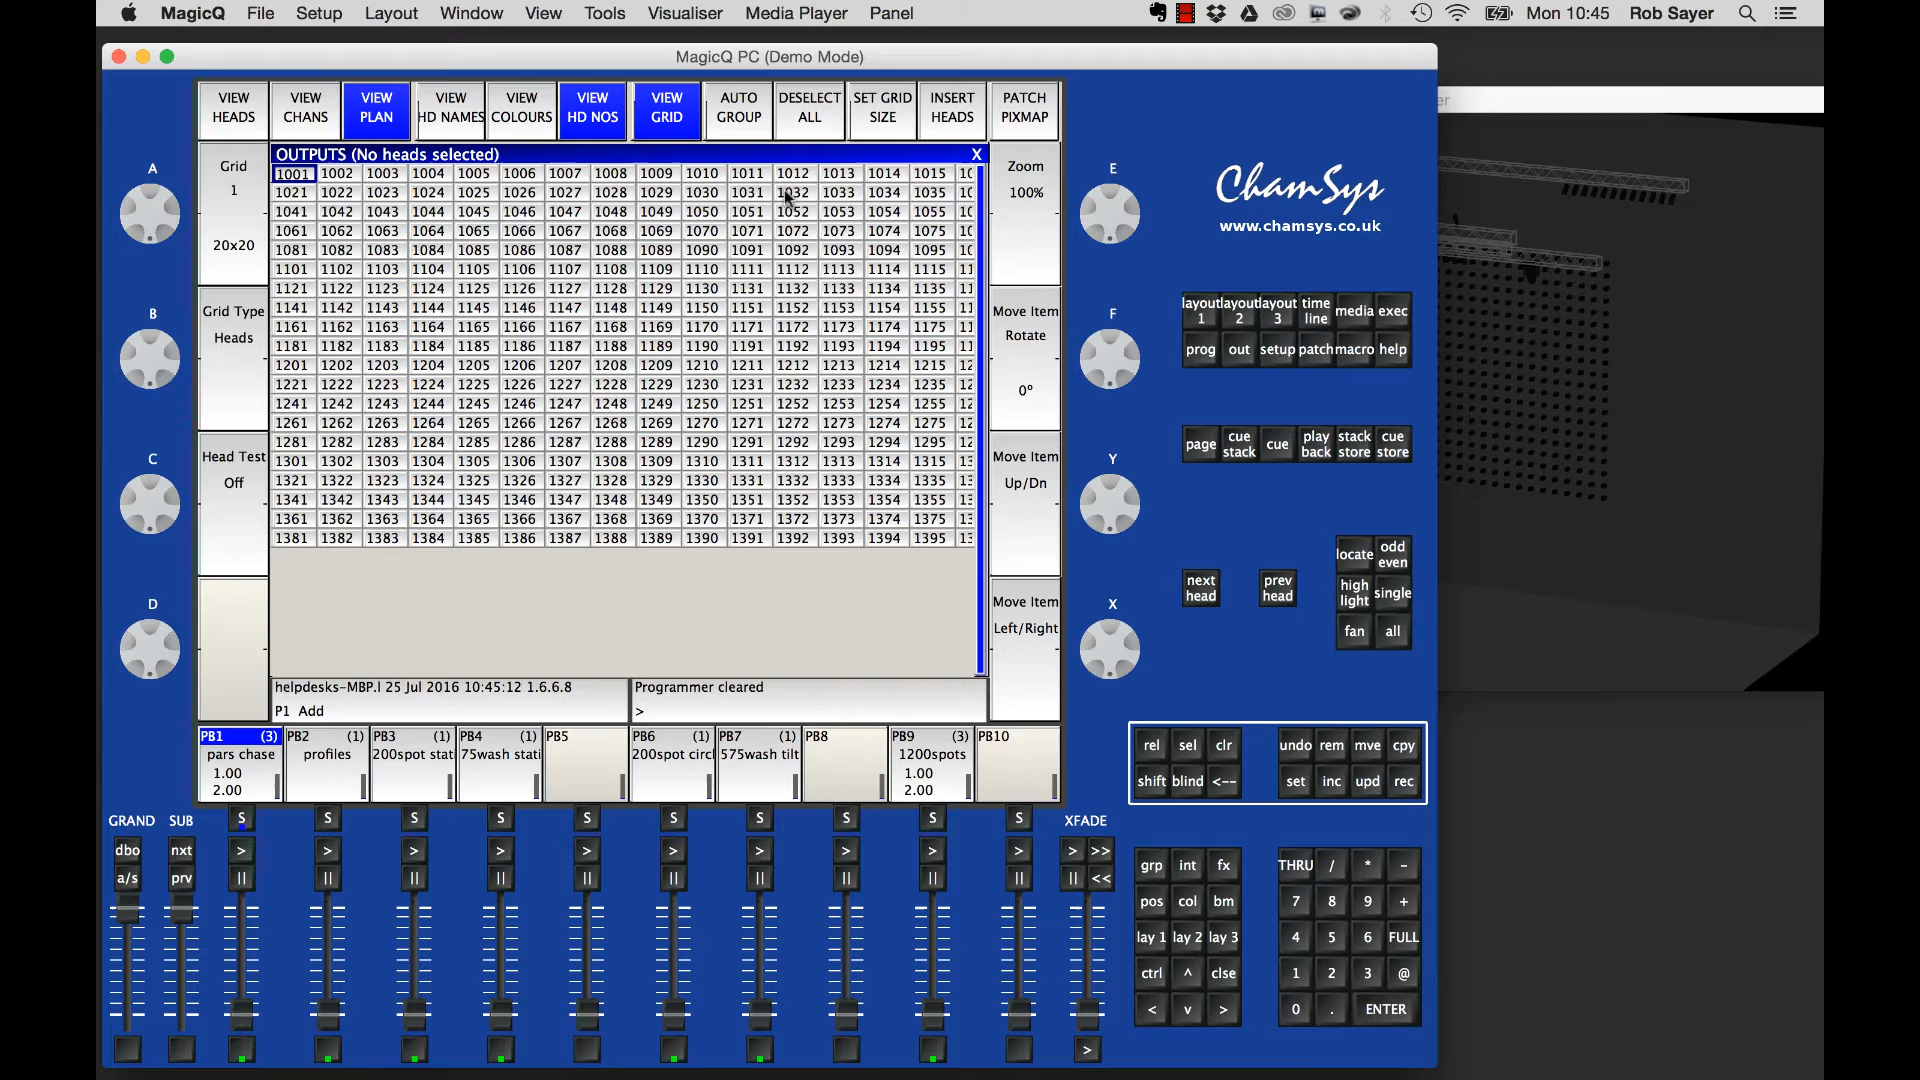 MagicQ File Setup Layout Window View Tools Visualiser Media Player Panel Mon 10:45 Rob Sayer
MagicQ PC (Demo Mode)
VIEW HEADS
VIEW CHANS
VIEW PLAN
VIEW HD NAMES
VIEW COLOURS
VIEW HD NOS
VIEW GRID
AUTO GROUP
DESELECT ALL
SET GRID SIZE
INSERT HEADS
PATCH PIXMAP
OUTPUTS (No heads selected) X
1001 1002 1003 1004 1005 1006 1007 1008 1009 1010 1011 1012 1013 1014 1015
1021 1022 1023 1024 1025 1026 1027 1028 1029 1030 1031 1032 1033 1034 1035
1041 1042 1043 1044 1045 1046 1047 1048 1049 1050 1051 1052 1053 1054 1055
1061 1062 1063 1064 1065 1066 1067 1068 1069 1070 1071 1072 1073 1074 1075
1081 1082 1083 1084 1085 1086 1087 1088 1089 1090 1091 1092 1093 1094 1095
1101 1102 1103 1104 1105 1106 1107 1108 1109 1110 1111 1112 1113 1114 1115
1121 1122 1123 1124 1125 1126 1127 1128 1129 1130 1131 1132 1133 1134 1135
1141 1142 1143 1144 1145 1146 1147 1148 1149 1150 1151 1152 1153 1154 1155
1161 1162 1163 1164 1165 1166 1167 1168 1169 1170 1171 1172 1173 1174 1175
1181 1182 1183 1184 1185 1186 1187 1188 1189 1190 1191 1192 1193 1194 1195
1201 1202 1203 1204 1205 1206 1207 1208 1209 1210 1211 1212 1213 1214 1215
1221 1222 1223 1224 1225 1226 1227 1228 1229 1230 1231 1232 1233 1234 1235
1241 1242 1243 1244 1245 1246 1247 1248 1249 1250 1251 1252 1253 1254 1255
1261 1262 1263 1264 1265 1266 1267 1268 1269 1270 1271 1272 1273 1274 1275
1281 1282 1283 1284 1285 1286 1287 1288 1289 1290 1291 1292 1293 1294 1295
1301 1302 1303 1304 1305 1306 1307 1308 1309 1310 1311 1312 1313 1314 1315
1321 1322 1323 1324 1325 1326 1327 1328 1329 1330 1331 1332 1333 1334 1335
1341 1342 1343 1344 1345 1346 1347 1348 1349 1350 1351 1352 1353 1354 1355
1361 1362 1363 1364 1365 1366 1367 1368 1369 1370 1371 1372 1373 1374 1375
1381 1382 1383 1384 1385 1386 1387 1388 1389 1390 1391 1392 1393 1394 1395
A
B
C
D
Grid
1
20x20
Grid Type
Heads
Head Test
Off
Zoom
100%
Move Item
Rotate
0°
Move Item
Up/Dn
Move Item
Left/Right
E
F
Y
X
helpdesks-MBP.l 25 Jul 2016 10:45:12 1.6.6.8
P1 Add
Programmer cleared
>
PB1 (3)
pars chase
1.00
2.00
PB2 (1)
profiles
PB3 (1)
200spot stat
PB4 (1)
75wash stati
PB5
PB6 (1)
200spot circl
PB7 (1)
575wash tilt
PB8
PB9 (3)
1200spots
1.00
2.00
PB10
GRAND SUB S S S S S S S S S S XFADE
dbo nxt > > > > > > > > > > > >>
a/s prv || || || || || || || || || || || <<
>
ChamSys
www.chamsys.co.uk
layout 1 layout 2 layout 3 time line media exec
prog out setup patch macro help
page cue stack cue play back stack store cue store
next head prev head
locate odd even
high light single
fan all
rel sel clr undo rem mve cpy
shift blind <-- set inc upd rec
grp int fx THRU / * -
pos col bm 7 8 9 +
lay 1 lay 2 lay 3 4 5 6 FULL
ctrl ^ clse 1 2 3 @
< v > 0 . ENTER